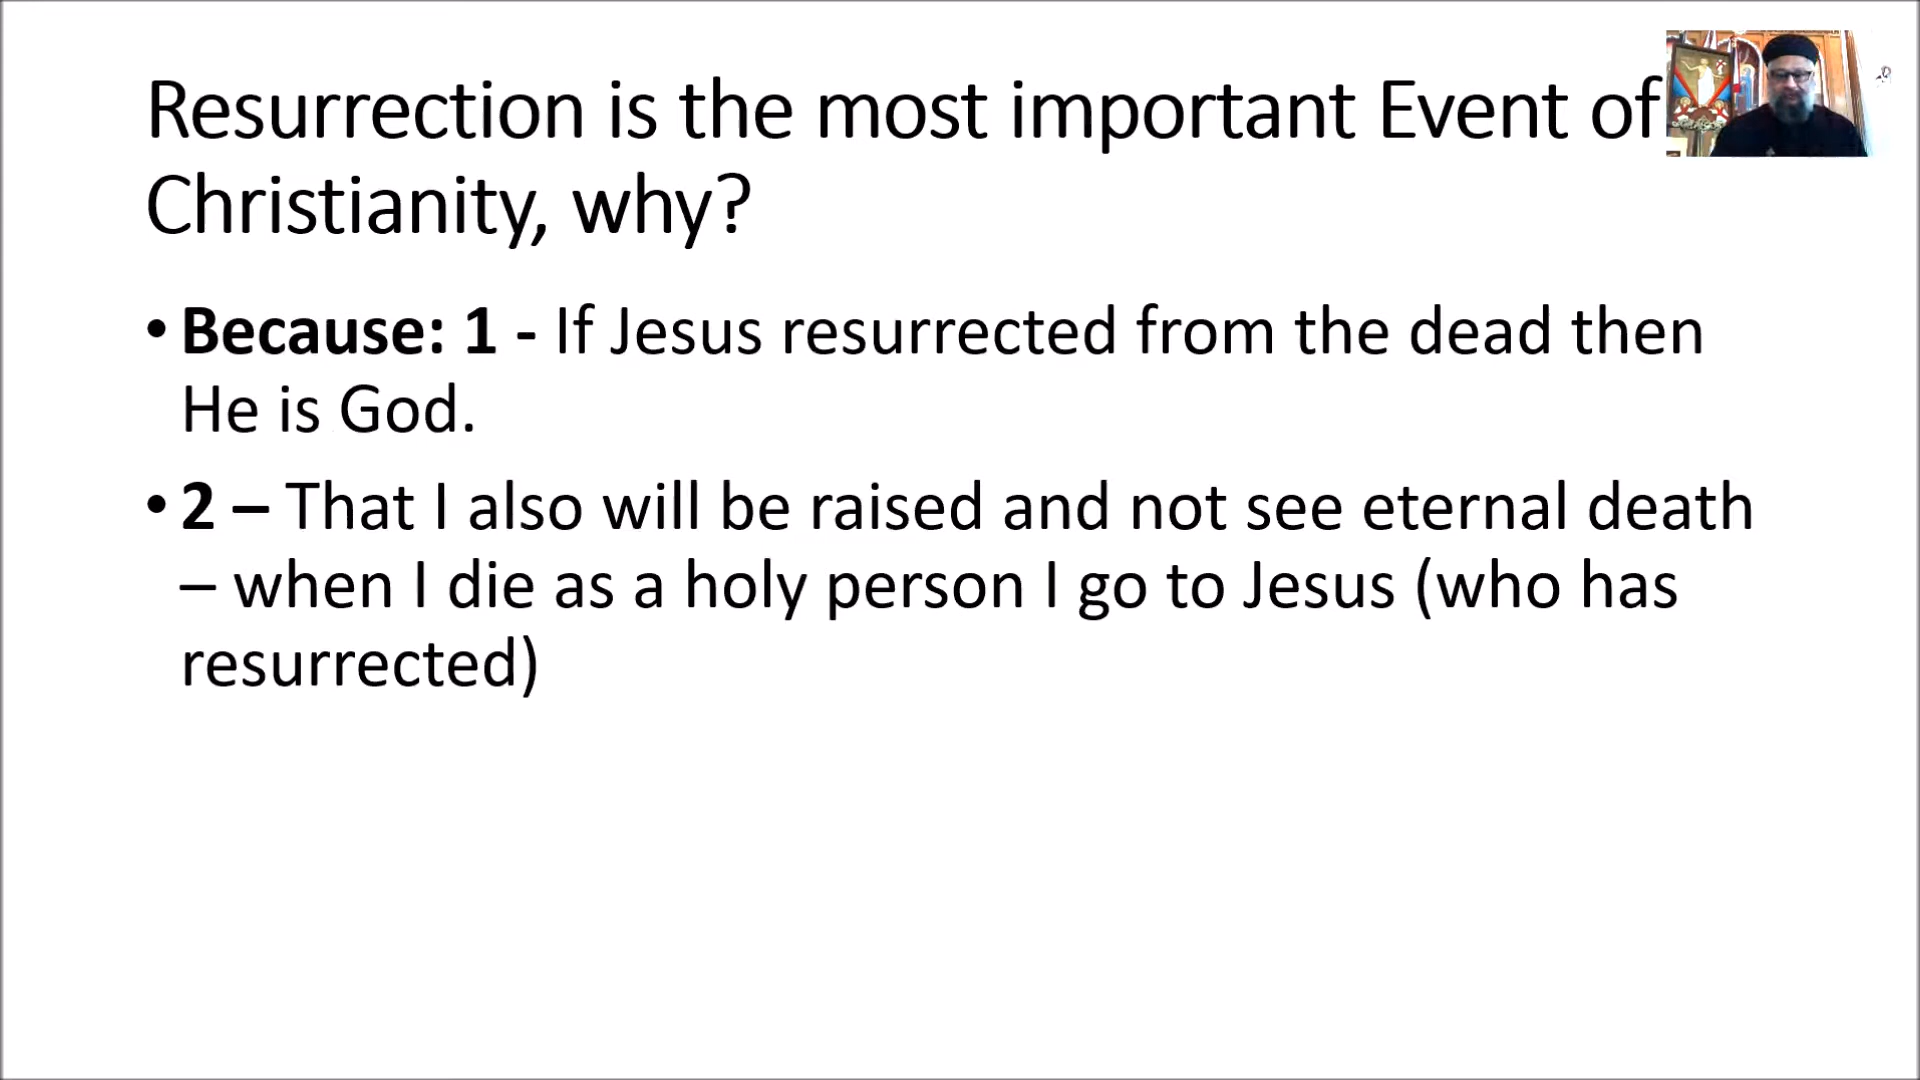 Resurrection is the most important Event of
Christianity, why?
• Because: 1 - If Jesus resurrected from the dead then
He is God.
• 2 – That I also will be raised and not see eternal death
– when I die as a holy person I go to Jesus (who has
resurrected)